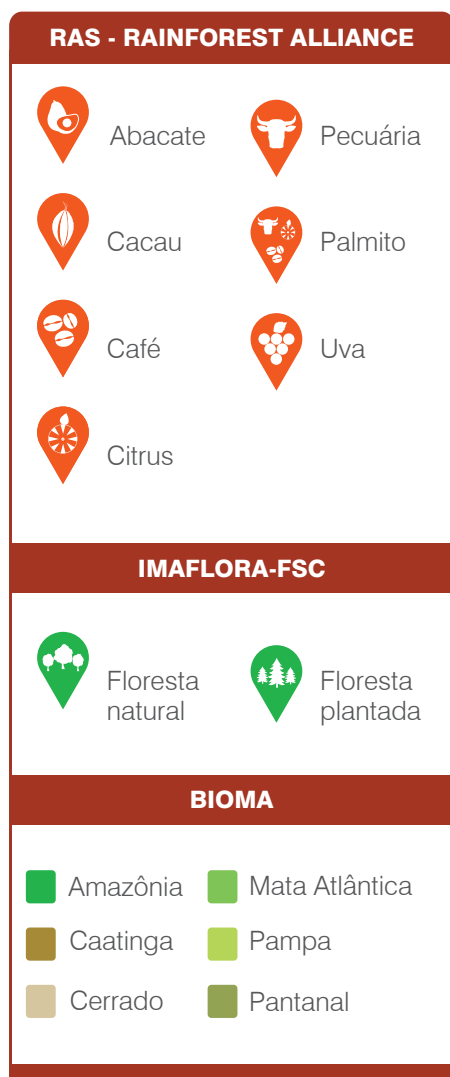 RAS - RAINFOREST ALLIANCE
Abacate
Pecuária
Cacau
Palmito
Café
Uva
Citrus
IMAFLORA-FSC
Floresta
natural
Floresta
plantada
BIOMA
Amazônia
Mata Atlântica
Caatinga
Pampa
Cerrado
Pantanal